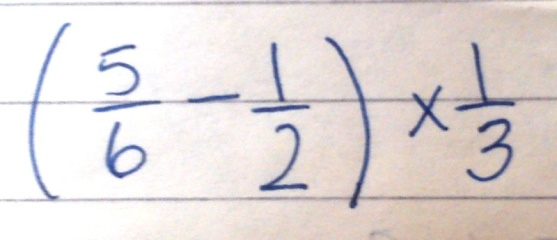 (5/6 - 1/2) × 1/3